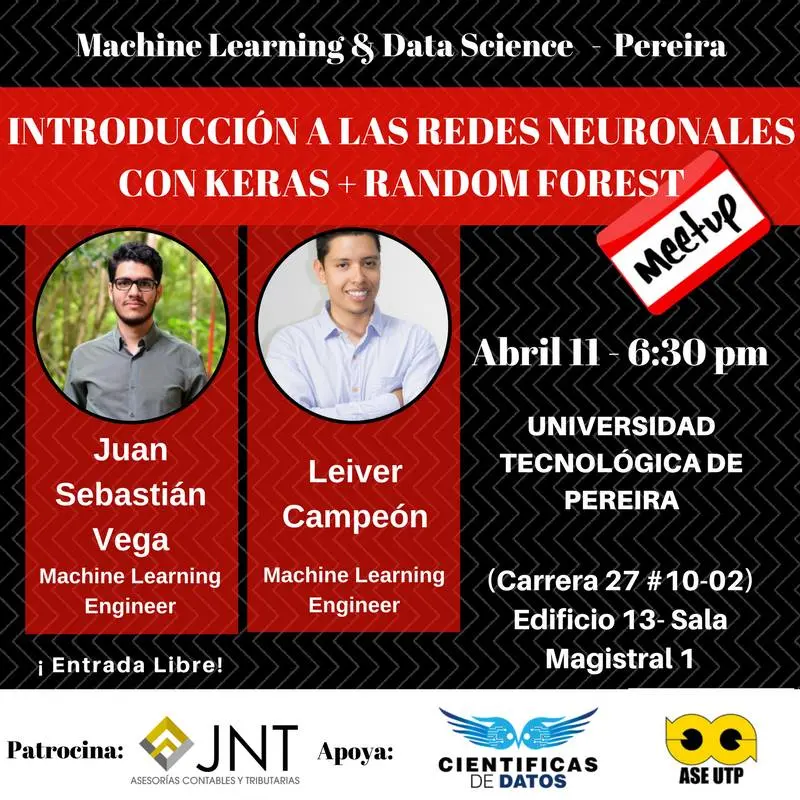 Machine Learning & Data Science - Pereira
INTRODUCCIÓN A LAS REDES NEURONALES
CON KERAS + RANDOM FOREST
Meetup
Juan
Sebastián
Vega
Machine Learning
Engineer
Leiver
Campeón
Machine Learning
Engineer
Abril 11 - 6:30 pm
UNIVERSIDAD
TECNOLÓGICA DE
PEREIRA
(Carrera 27 #10-02)
Edificio 13- Sala
Magistral 1
¡ Entrada Libre!
Patrocina:
JNT
ASESORÍAS CONTABLES Y TRIBUTARIAS
Apoya:
CIENTIFICAS
DE DATOS
ASE UTP